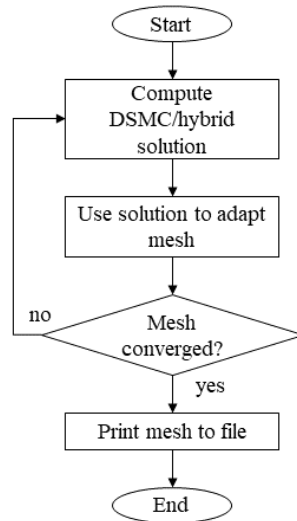 Start
Compute
DSMC/hybrid
solution
Use solution to adapt
mesh
no
Mesh
converged?
yes
Print mesh to file
End